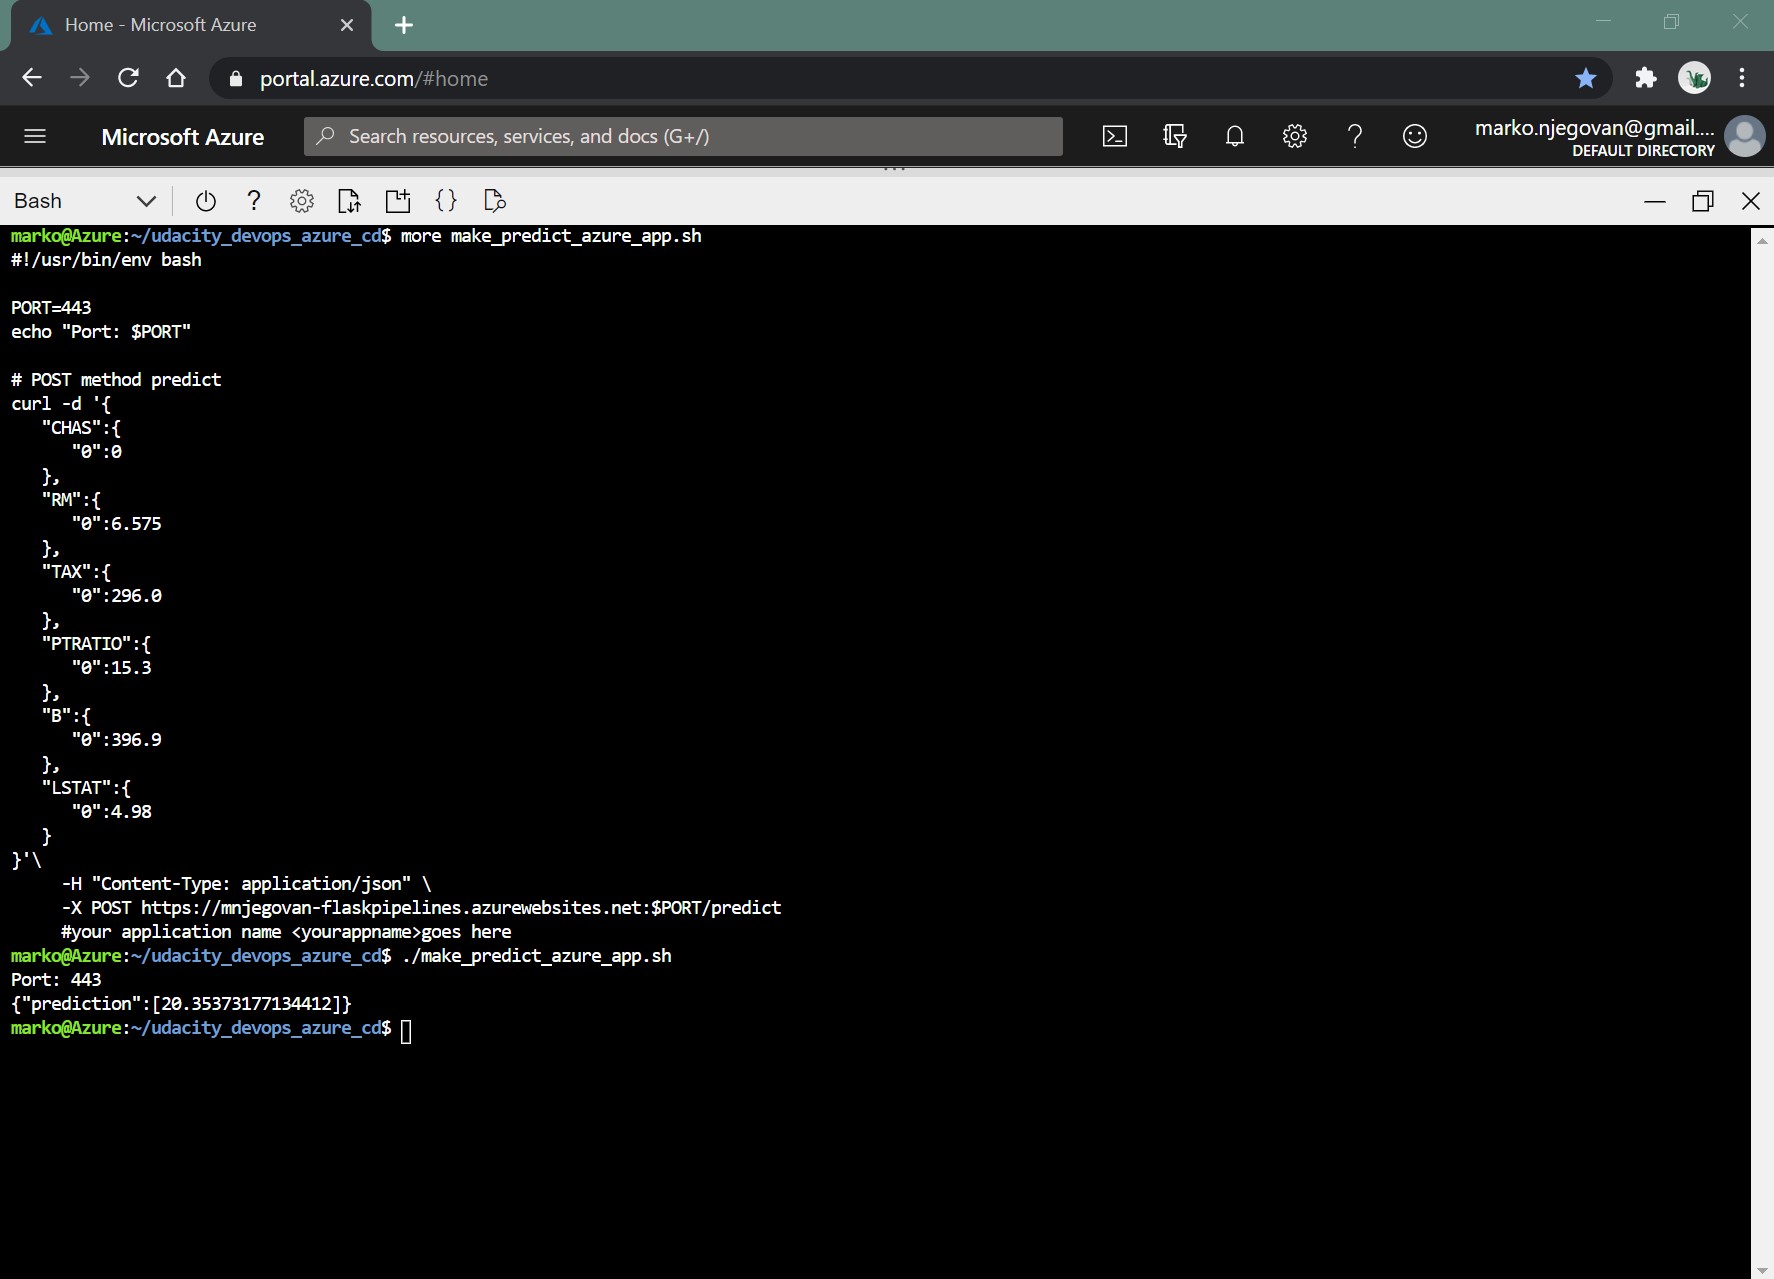 Home - Microsoft Azure
portal.azure.com/#home
Microsoft Azure
Search resources, services, and docs (G+/)
marko.njegovan@gmail....
DEFAULT DIRECTORY
Bash
marko@Azure:~/udacity_devops_azure_cd$ more make_predict_azure_app.sh
#!/usr/bin/env bash
PORT=443
echo "Port: $PORT"
# POST method predict
curl -d '{
   "CHAS":{
      "0":0
   },
   "RM":{
      "0":6.575
   },
   "TAX":{
      "0":296.0
   },
   "PTRATIO":{
      "0":15.3
   },
   "B":{
      "0":396.9
   },
   "LSTAT":{
      "0":4.98
   }
}'\
     -H "Content-Type: application/json" \
     -X POST https://mnjegovan-flaskpipelines.azurewebsites.net:$PORT/predict
     #your application name <yourappname>goes here
marko@Azure:~/udacity_devops_azure_cd$ ./make_predict_azure_app.sh
Port: 443
{"prediction":[20.35373177134412]}
marko@Azure:~/udacity_devops_azure_cd$